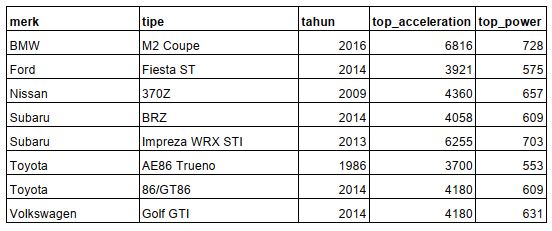 merk tipe tahun top_acceleration top_power
BMW M2 Coupe 2016 6816 728
Ford Fiesta ST 2014 3921 575
Nissan 370Z 2009 4360 657
Subaru BRZ 2014 4058 609
Subaru Impreza WRX STI 2013 6255 703
Toyota AE86 Trueno 1986 3700 553
Toyota 86/GT86 2014 4180 609
Volkswagen Golf GTI 2014 4180 631